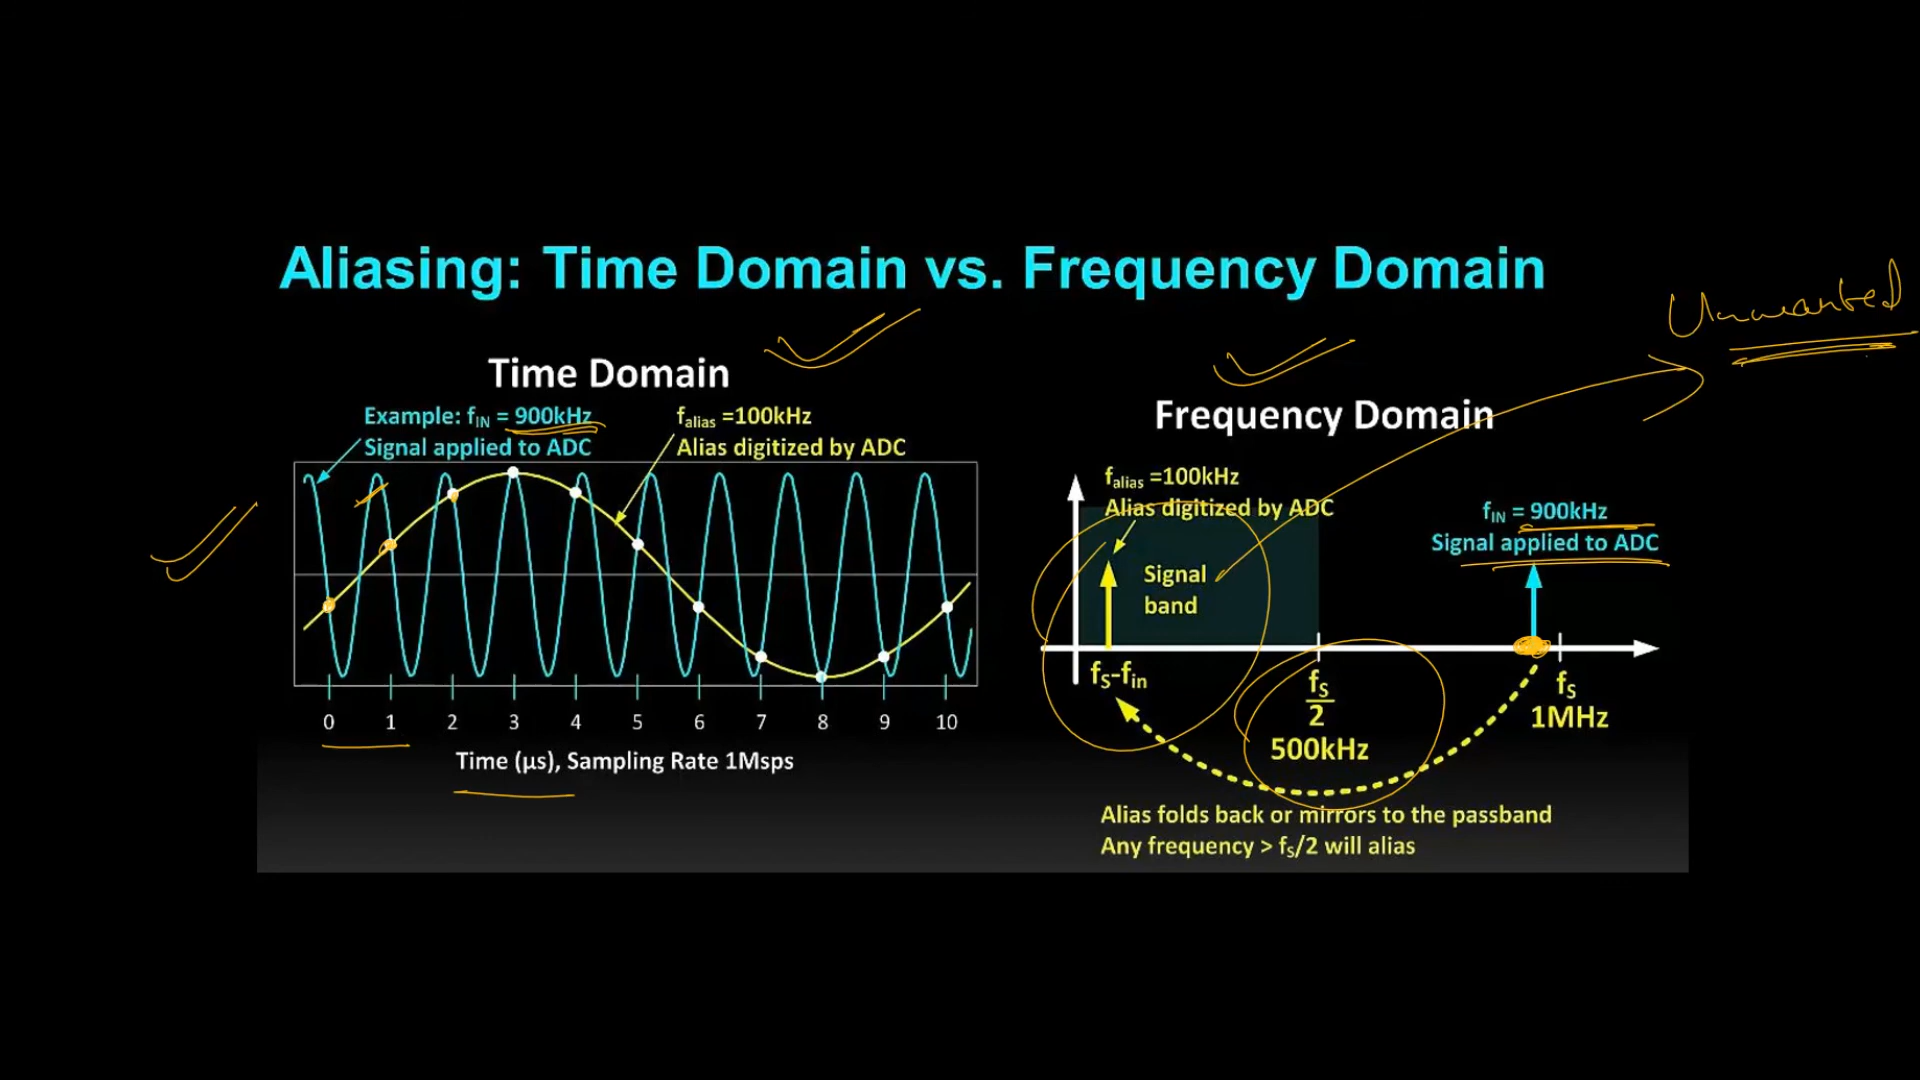 Aliasing: Time Domain vs. Frequency Domain
Unwanted
Time Domain
Example: fIN = 900kHz
Signal applied to ADC
falias =100kHz
Alias digitized by ADC
0 1 2 3 4 5 6 7 8 9 10
Time (µs), Sampling Rate 1Msps
Frequency Domain
falias =100kHz
Alias digitized by ADC
Signal
band
fIN = 900kHz
Signal applied to ADC
fS-fin
fS
2
500kHz
fS
1MHz
Alias folds back or mirrors to the passband
Any frequency > fS/2 will alias